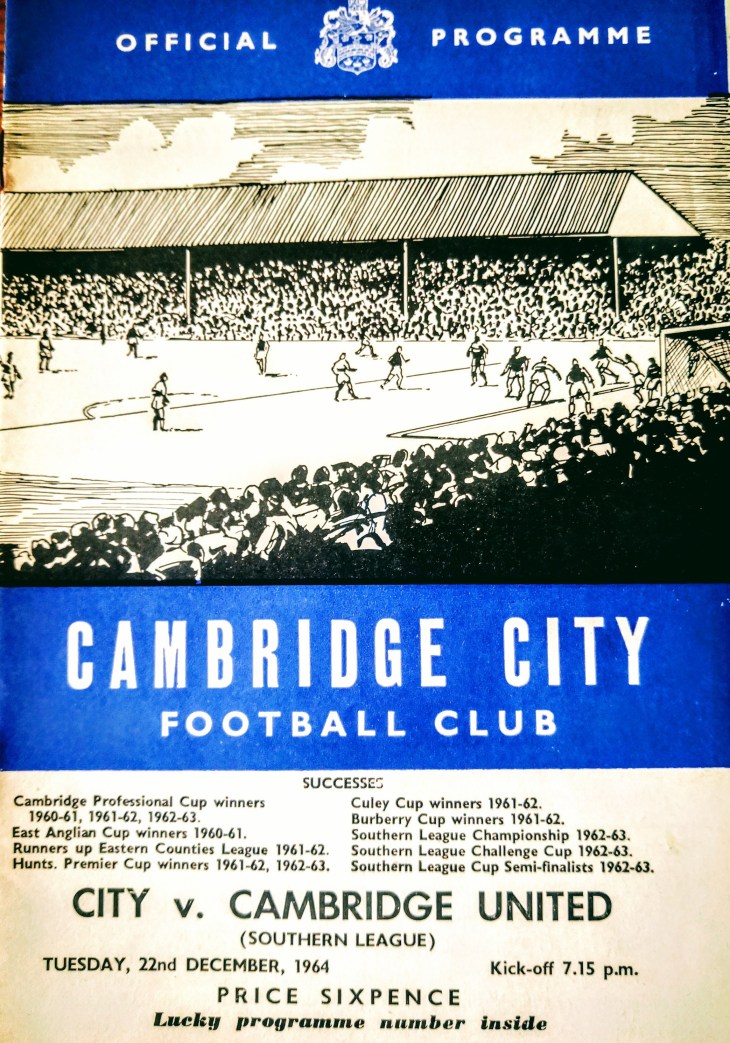 OFFICIAL PROGRAMME
CAMBRIDGE CITY
FOOTBALL CLUB
SUCCESSES
Cambridge Professional Cup winners
1960-61, 1961-62, 1962-63.
East Anglian Cup winners 1960-61.
Runners up Eastern Counties League 1961-62.
Hunts. Premier Cup winners 1961-62, 1962-63.
Culey Cup winners 1961-62.
Burberry Cup winners 1961-62.
Southern League Championship 1962-63.
Southern League Challenge Cup 1962-63.
Southern League Cup Semi-finalists 1962-63.
CITY v. CAMBRIDGE UNITED
(SOUTHERN LEAGUE)
TUESDAY, 22nd DECEMBER, 1964 Kick-off 7.15 p.m.
PRICE SIXPENCE
Lucky programme number inside